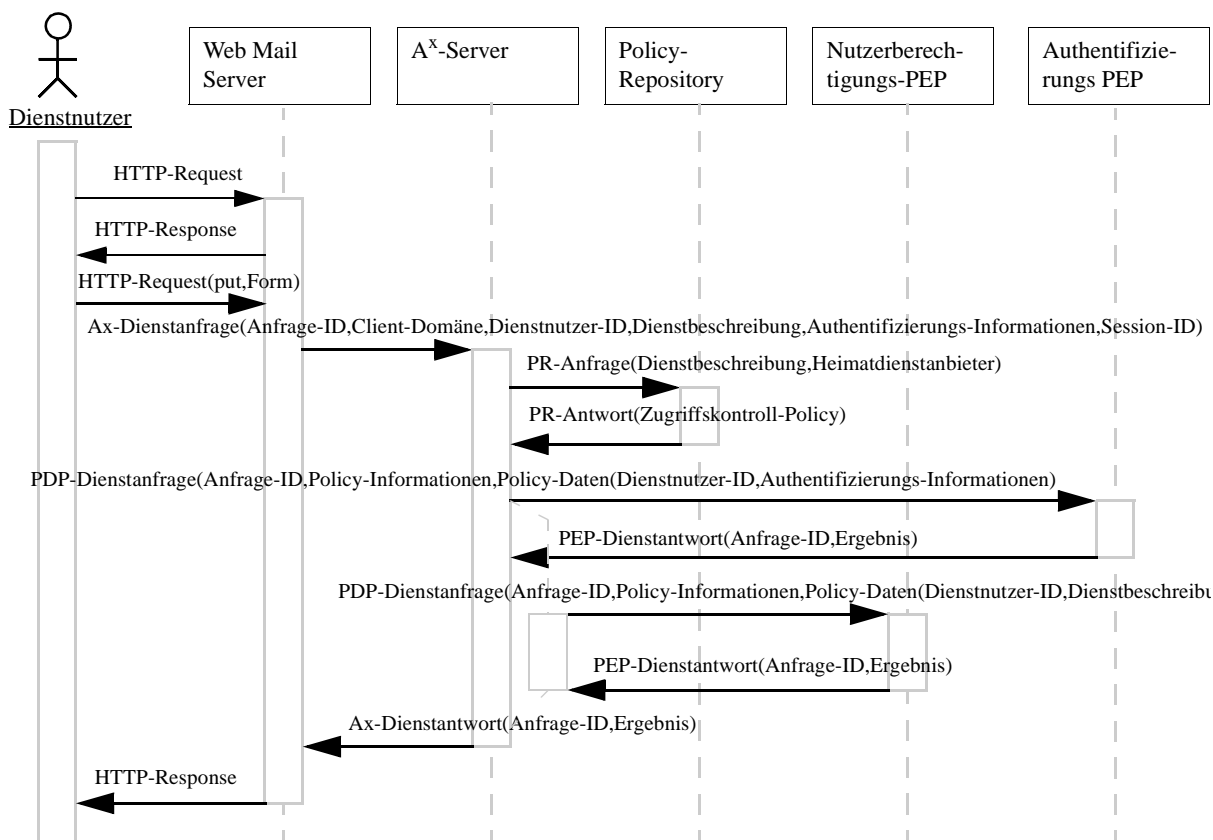 Dienstnutzer
Web Mail
Server
Aˣ-Server
Policy-
Repository
Nutzerberech-
tigungs-PEP
Authentifizie-
rungs PEP
HTTP-Request
HTTP-Response
HTTP-Request(put,Form)
Ax-Dienstanfrage(Anfrage-ID,Client-Domäne,Dienstnutzer-ID,Dienstbeschreibung,Authentifizierungs-Informationen,Session-ID)
PR-Anfrage(Dienstbeschreibung,Heimatdienstanbieter)
PR-Antwort(Zugriffskontroll-Policy)
PDP-Dienstanfrage(Anfrage-ID,Policy-Informationen,Policy-Daten(Dienstnutzer-ID,Authentifizierungs-Informationen)
PEP-Dienstantwort(Anfrage-ID,Ergebnis)
PDP-Dienstanfrage(Anfrage-ID,Policy-Informationen,Policy-Daten(Dienstnutzer-ID,Dienstbeschreibu
PEP-Dienstantwort(Anfrage-ID,Ergebnis)
Ax-Dienstantwort(Anfrage-ID,Ergebnis)
HTTP-Response